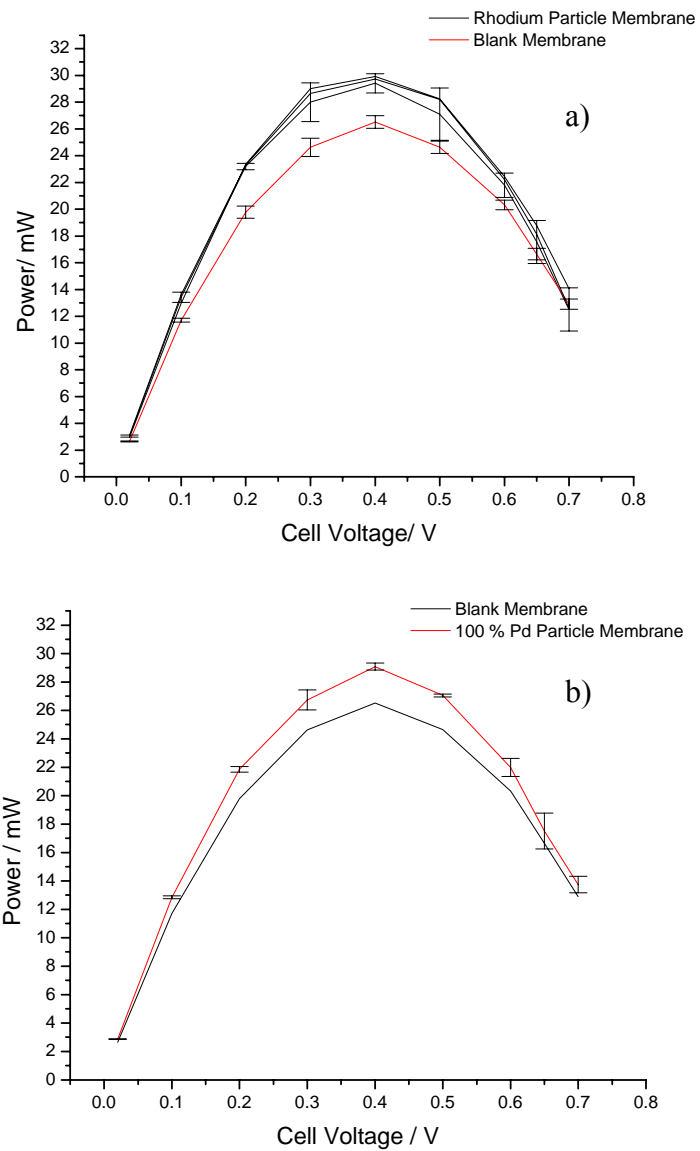 Rhodium Particle Membrane
Blank Membrane
a)
32
30
28
26
24
22
20
18
16
14
12
10
8
6
4
2
0
Power/ mW
0.0 0.1 0.2 0.3 0.4 0.5 0.6 0.7 0.8
Cell Voltage/ V
Blank Membrane
100 % Pd Particle Membrane
b)
32
30
28
26
24
22
20
18
16
14
12
10
8
6
4
2
0
Power / mW
0.0 0.1 0.2 0.3 0.4 0.5 0.6 0.7 0.8
Cell Voltage / V